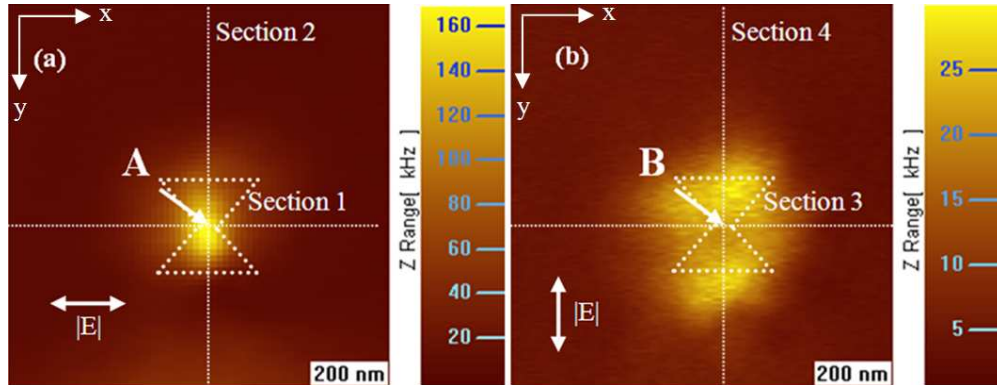 x
y
(a)
Section 2
A
Section 1
|E|
200 nm
160
140
120
100
80
60
40
20
Z Range[ kHz ]
x
y
(b)
Section 4
B
Section 3
|E|
200 nm
25
20
15
10
5
Z Range[ kHz ]